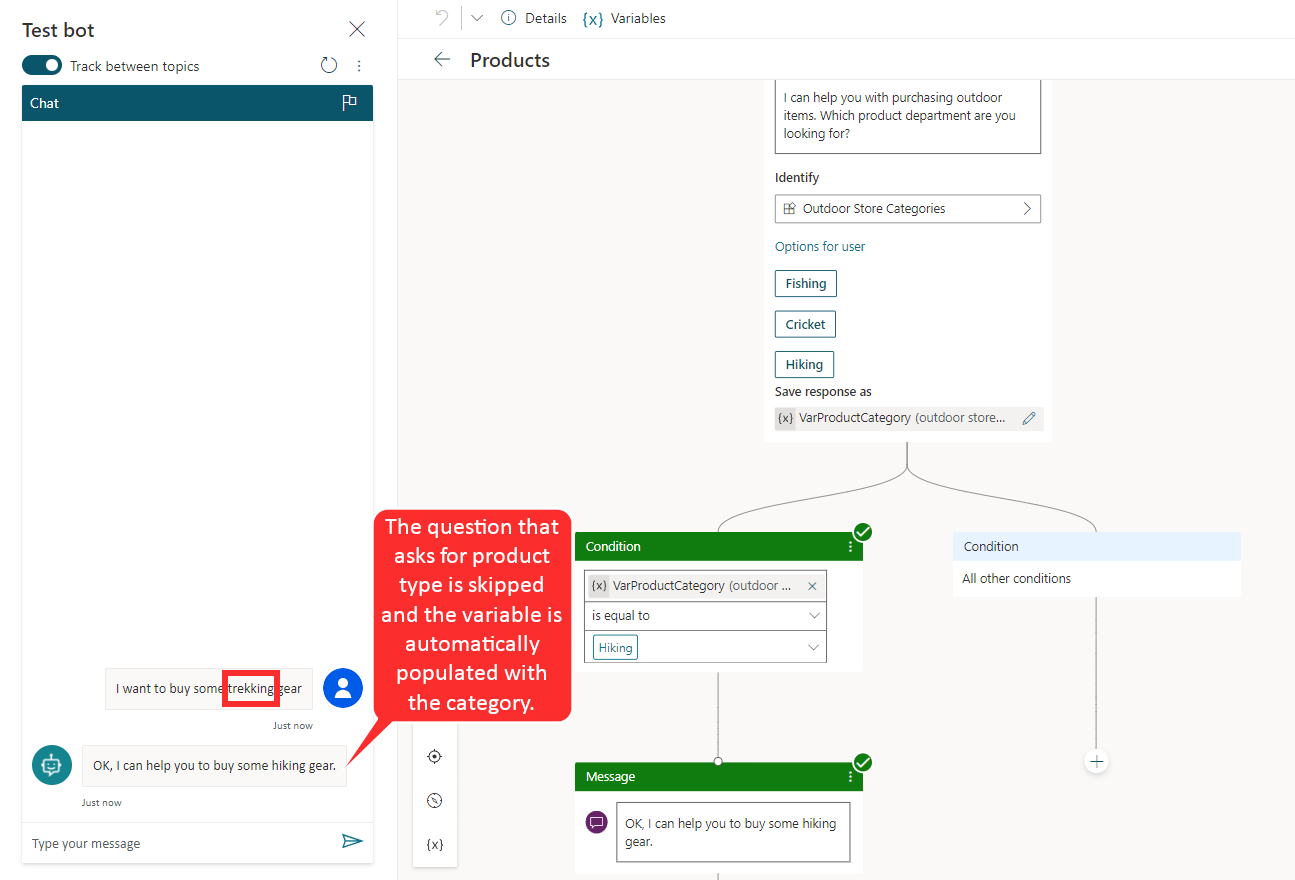 Test bot
Track between topics
Chat
I want to buy some trekking gear
Just now
OK, I can help you to buy some hiking gear.
Just now
Type your message
The question that
asks for product
type is skipped
and the variable is
automatically
populated with
the category.
Details
{x} Variables
Products
I can help you with purchasing outdoor
items. Which product department are you
looking for?
Identify
Outdoor Store Categories
Options for user
Fishing
Cricket
Hiking
Save response as
{x} VarProductCategory (outdoor store...
Condition
{x} VarProductCategory (outdoor ...
is equal to
Hiking
Condition
All other conditions
{x}
Message
OK, I can help you to buy some hiking
gear.